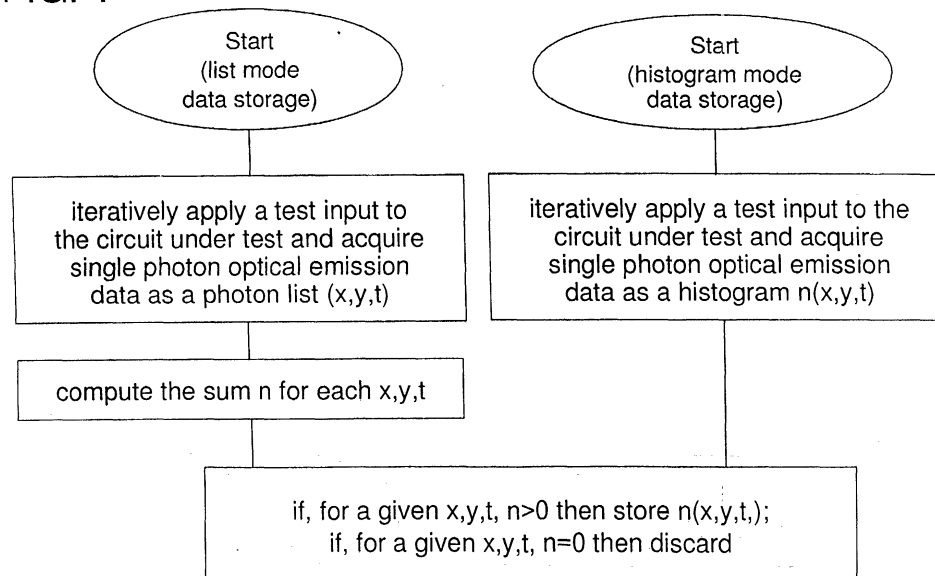 Start
(list mode
data storage)
Start
(histogram mode
data storage)
iteratively apply a test input to
the circuit under test and acquire
single photon optical emission
data as a photon list (x,y,t)
iteratively apply a test input to the
circuit under test and acquire
single photon optical emission
data as a histogram n(x,y,t)
compute the sum n for each x,y,t
if, for a given x,y,t, n>0 then store n(x,y,t,);
if, for a given x,y,t, n=0 then discard